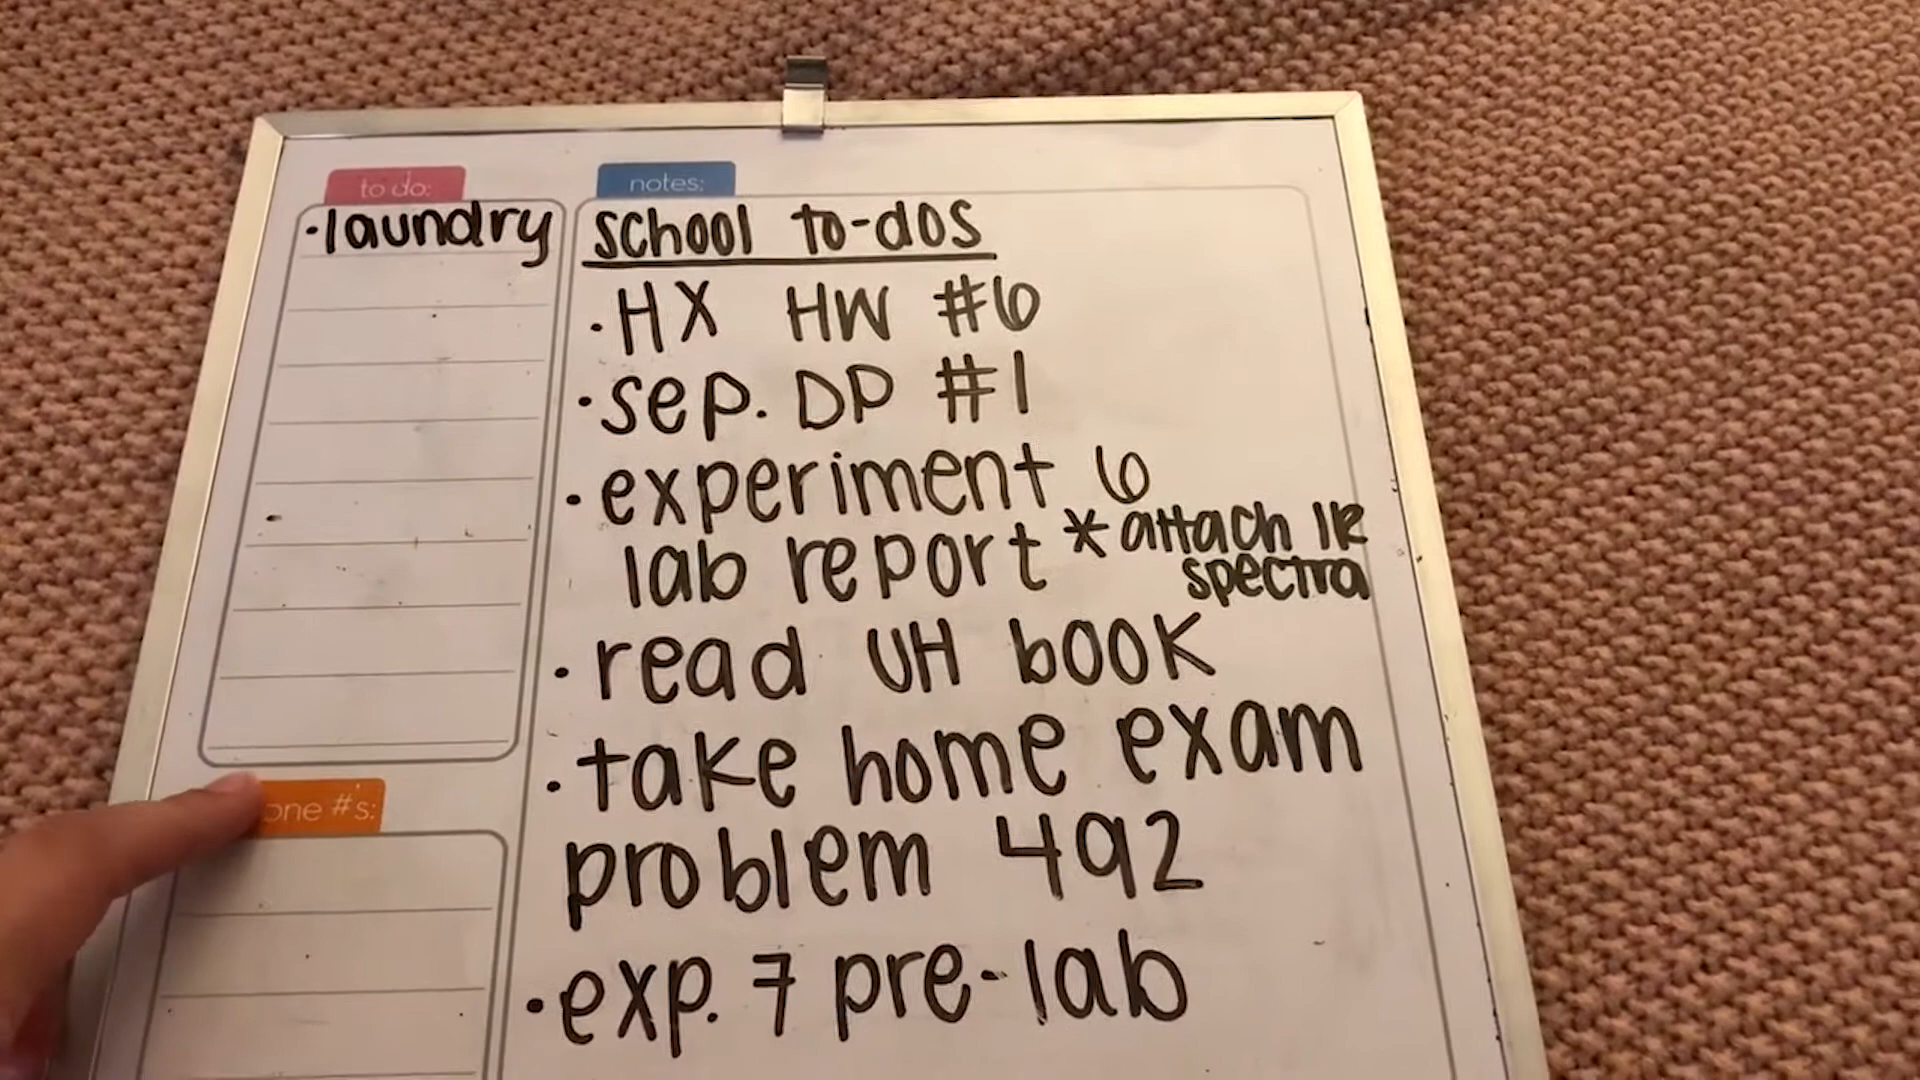 to do:
· laundry
notes:
school to-dos
· HX HW #6
· sep. DP #1
· experiment 6
lab report * attach IR
spectra
· read UH book
· take home exam
problem 492
· exp. 7 pre-lab
one #'s: